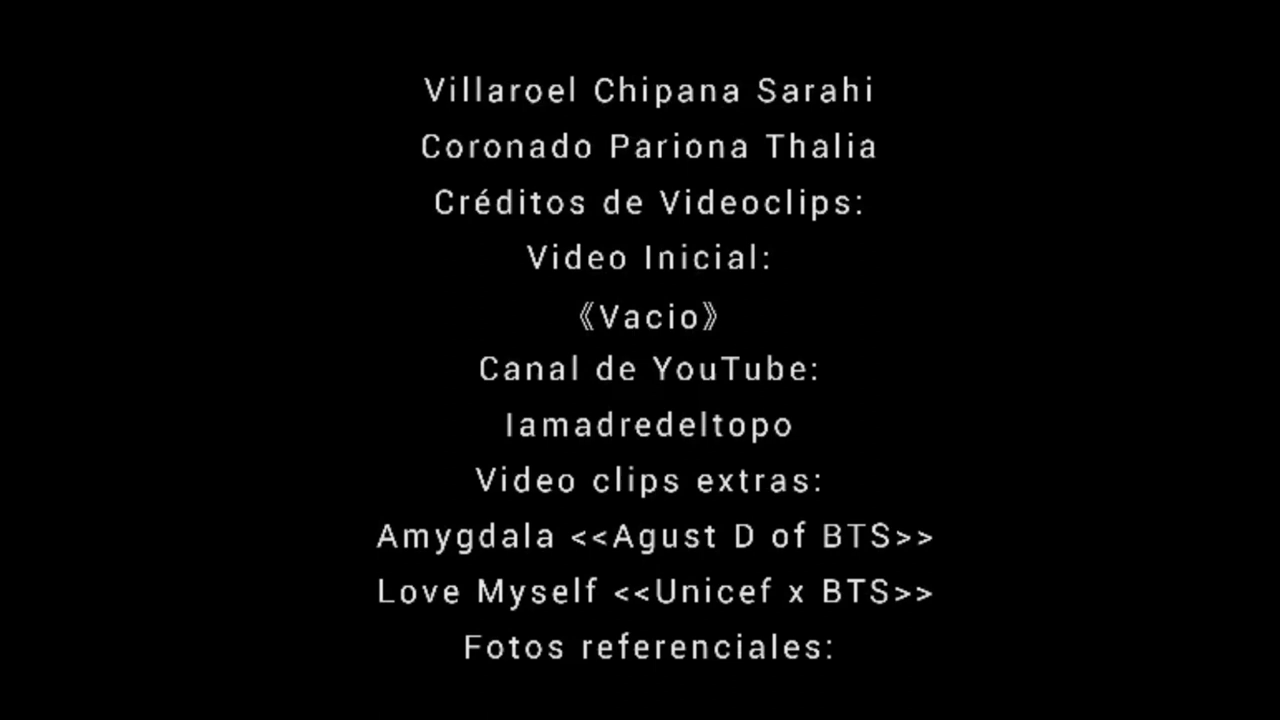 Villaroel Chipana Sarahi
Coronado Pariona Thalia
Créditos de Videoclips:
Video Inicial:
《Vacio》
Canal de YouTube:
Iamadredeltopo
Video clips extras:
Amygdala <<Agust D of BTS>>
Love Myself <<Unicef x BTS>>
Fotos referenciales: